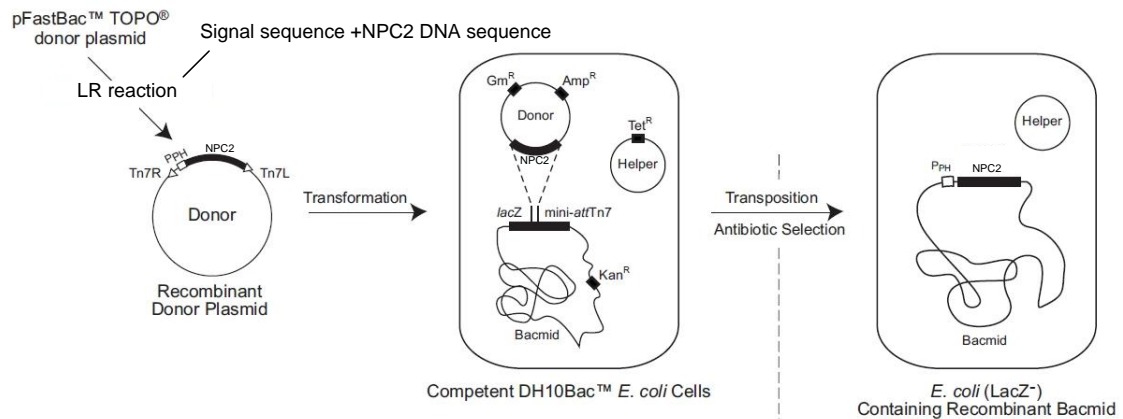 pFastBac™ TOPO®
donor plasmid
Signal sequence +NPC2 DNA sequence
LR reaction
PPH
NPC2
Tn7R
Tn7L
Donor
Recombinant
Donor Plasmid
Transformation
GmR
AmpR
Donor
NPC2
TetR
Helper
lacZ
mini-attTn7
KanR
Bacmid
Competent DH10Bac™ E. coli Cells
Transposition
Antibiotic Selection
Helper
PPH
NPC2
Bacmid
E. coli (LacZ-)
Containing Recombinant Bacmid